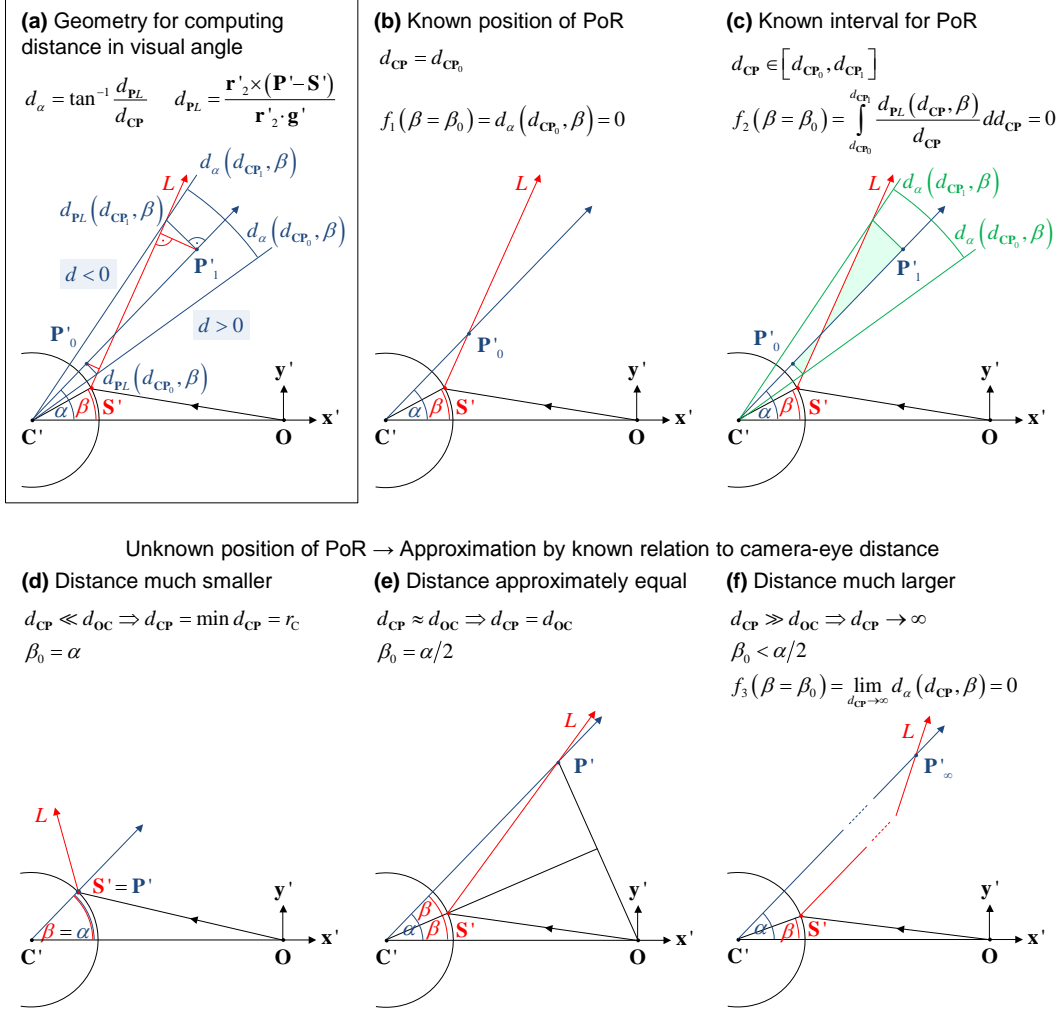 (a) Geometry for computing
distance in visual angle
d_α = tan⁻¹ d_PL / d_CP    d_PL = r'₂×(P'−S') / r'₂·g'
d_α(d_CP₁, β)
L
d_PL(d_CP₁, β)
d_α(d_CP₀, β)
P'₁
d < 0
d > 0
P'₀
d_PL(d_CP₀, β)
y'
α β S'
C' O x'
(b) Known position of PoR
d_CP = d_CP₀
f₁(β = β₀) = d_α(d_CP₀, β) = 0
L
P'₀
y'
α β S'
C' O x'
(c) Known interval for PoR
d_CP ∈ [d_CP₀, d_CP₁]
f₂(β = β₀) = ∫_{d_CP₀}^{d_CP₁} d_PL(d_CP, β) / d_CP dd_CP = 0
L
d_α(d_CP₁, β)
d_α(d_CP₀, β)
P'₁
P'₀
y'
α β S'
C' O x'
Unknown position of PoR → Approximation by known relation to camera-eye distance
(d) Distance much smaller
d_CP ≪ d_OC ⇒ d_CP = min d_CP = r_C
β₀ = α
L
S' = P'
y'
β = α
C' O x'
(e) Distance approximately equal
d_CP ≈ d_OC ⇒ d_CP = d_OC
β₀ = α/2
L
P'
y'
β
α β S'
C' O x'
(f) Distance much larger
d_CP ≫ d_OC ⇒ d_CP → ∞
β₀ < α/2
f₃(β = β₀) = lim_{d_CP→∞} d_α(d_CP, β) = 0
L
P'_∞
y'
α β S'
C' O x'